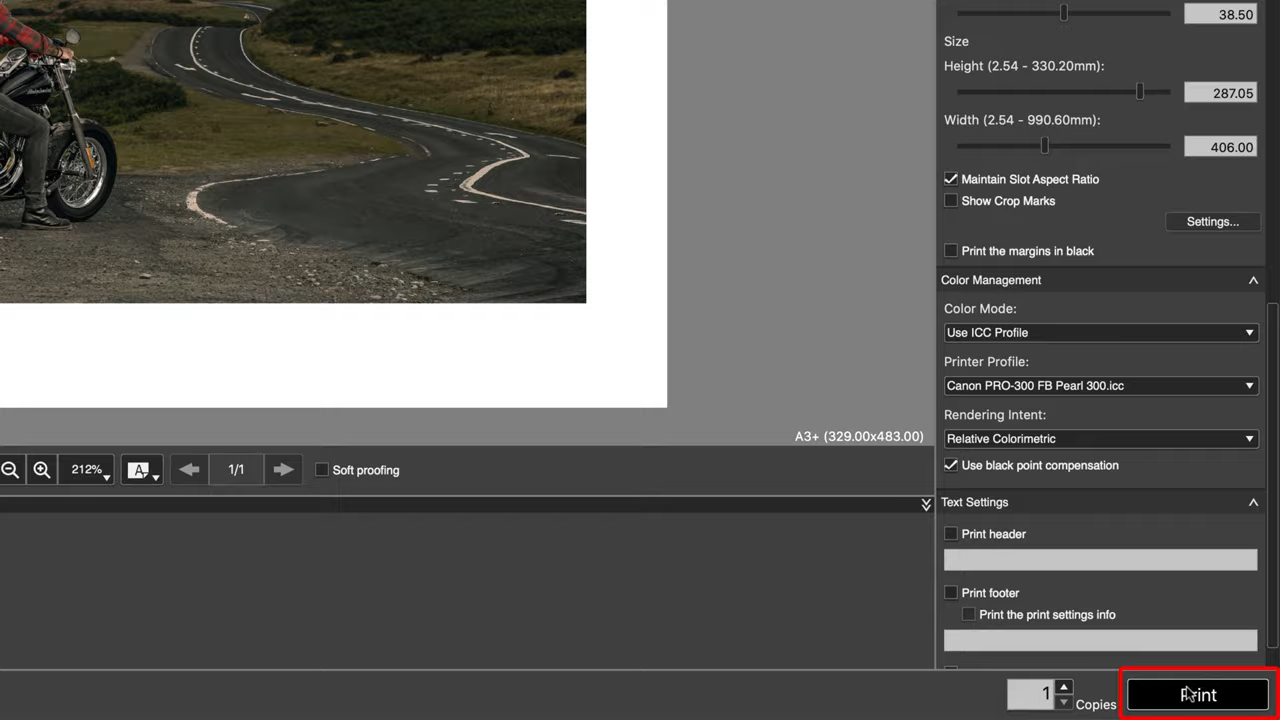 38.50
Size
Height (2.54 - 330.20mm):
287.05
Width (2.54 - 990.60mm):
406.00
Maintain Slot Aspect Ratio
Show Crop Marks
Settings...
Print the margins in black
Color Management
Color Mode:
Use ICC Profile
Printer Profile:
Canon PRO-300 FB Pearl 300.icc
Rendering Intent:
Relative Colorimetric
Use black point compensation
A3+ (329.00x483.00)
212%
A
1/1
Soft proofing
Text Settings
Print header
Print footer
Print the print settings info
1
Copies
Print